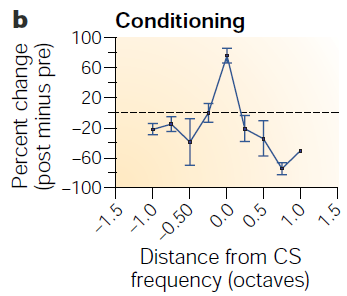 b Conditioning
Percent change
(post minus pre)
100
60
20
–20
–60
–100
–1.5 –1.0 –0.50 0.0 0.5 1.0 1.5
Distance from CS
frequency (octaves)